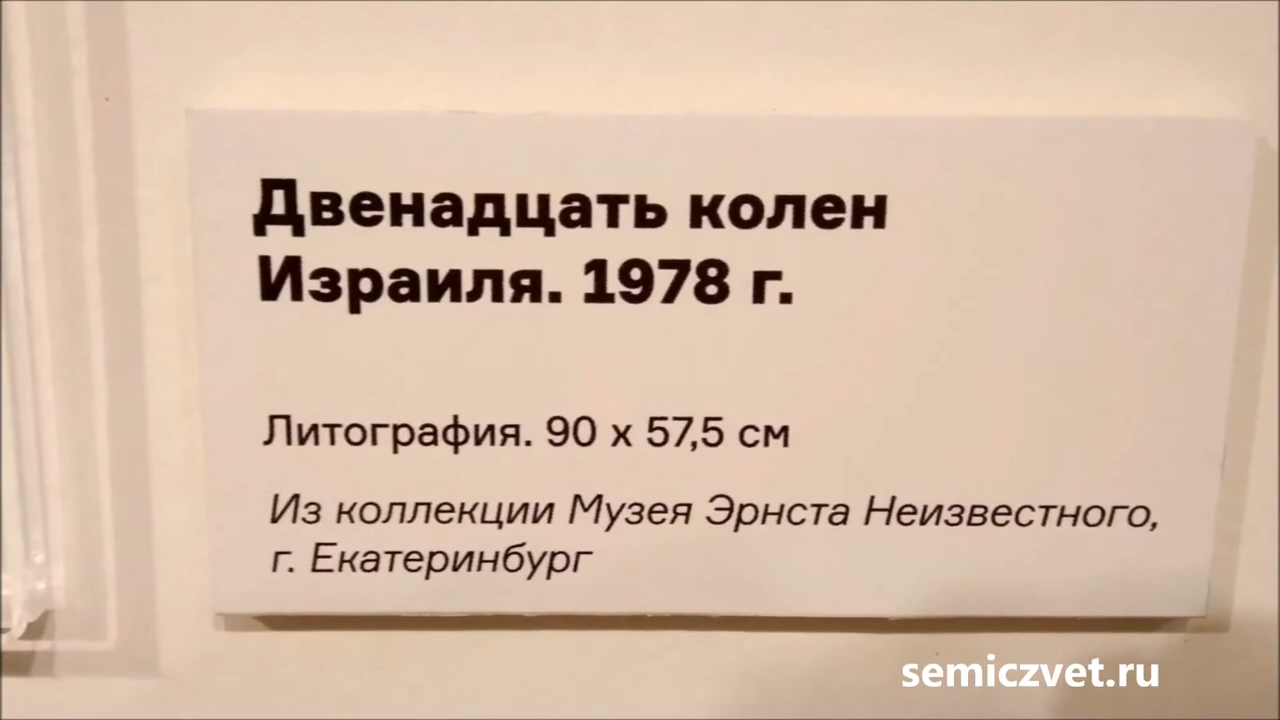 Двенадцать колен
Израиля. 1978 г.
Литография. 90 х 57,5 см
Из коллекции Музея Эрнста Неизвестного,
г. Екатеринбург
semiczvet.ru